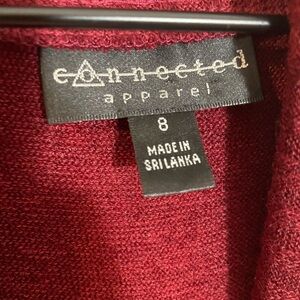 connected
apparel
8
MADE IN
SRI LANKA